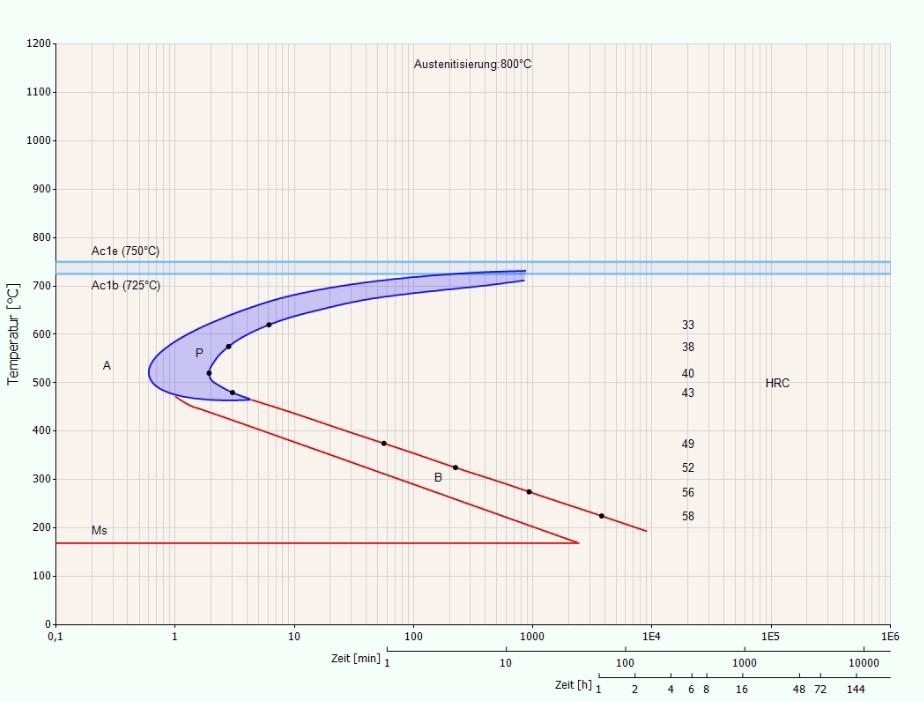 1200
Austenitisierung:800°C
1100
1000
900
800
Ac1e (750°C)
700
Ac1b (725°C)
Temperatur [°C]
33
600
38
P
A
40
500
HRC
43
49
400
52
B
300
56
58
200
Ms
100
0
0,1 1 10 100 1000 1E4 1E5 1E6
Zeit [min] 1 10 100 1000 10000
Zeit [h] 1 2 4 6 8 16 48 72 144